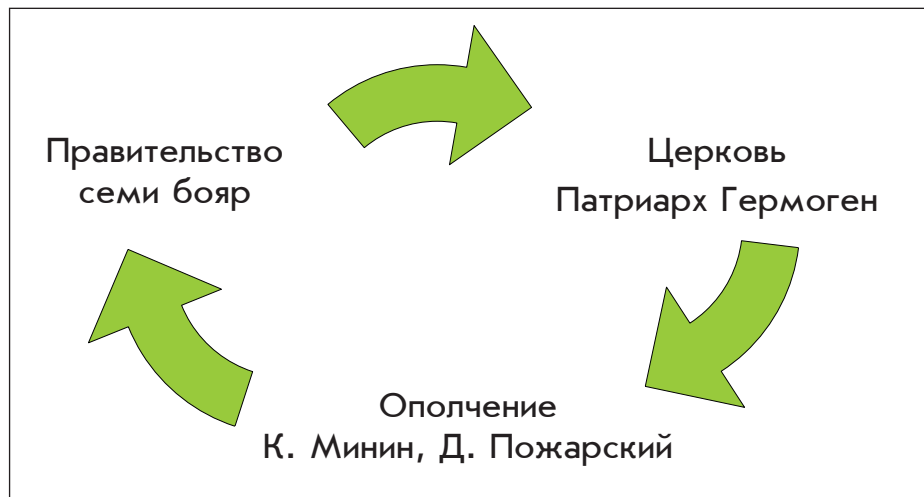 Правительство
семи бояр
Церковь
Патриарх Гермоген
Ополчение
К. Минин, Д. Пожарский